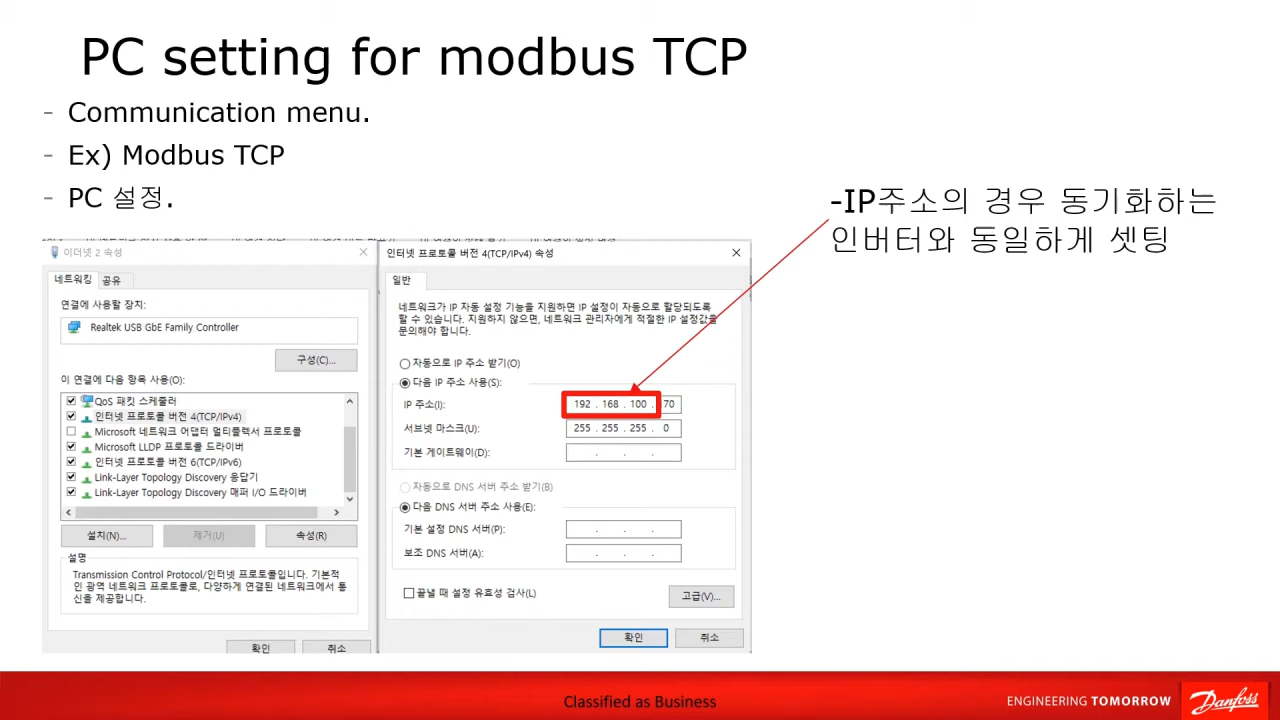 PC setting for modbus TCP
- Communication menu.
- Ex) Modbus TCP
- PC 설정.
-IP주소의 경우 동기화하는
인버터와 동일하게 셋팅
이더넷 2 속성
네트워킹 공유
연결에 사용할 장치:
Realtek USB GbE Family Controller
구성(C)...
이 연결에 다음 항목 사용(O):
QoS 패킷 스케줄러
인터넷 프로토콜 버전 4(TCP/IPv4)
Microsoft 네트워크 어댑터 멀티플렉서 프로토콜
Microsoft LLDP 프로토콜 드라이버
인터넷 프로토콜 버전 6(TCP/IPv6)
Link-Layer Topology Discovery 응답기
Link-Layer Topology Discovery 매퍼 I/O 드라이버
설치(N)... 제거(U) 속성(R)
설명
Transmission Control Protocol/인터넷 프로토콜입니다. 기본적
인 광역 네트워크 프로토콜로, 다양하게 연결된 네트워크에서 통
신을 제공합니다.
확인 취소
인터넷 프로토콜 버전 4(TCP/IPv4) 속성
일반
네트워크가 IP 자동 설정 기능을 지원하면 IP 설정이 자동으로 할당되도록
할 수 있습니다. 지원하지 않으면, 네트워크 관리자에게 적절한 IP 설정값을
문의해야 합니다.
자동으로 IP 주소 받기(O)
다음 IP 주소 사용(S):
IP 주소(I): 192 . 168 . 100 . 70
서브넷 마스크(U): 255 . 255 . 255 . 0
기본 게이트웨이(D): . . .
자동으로 DNS 서버 주소 받기(B)
다음 DNS 서버 주소 사용(E):
기본 설정 DNS 서버(P): . . .
보조 DNS 서버(A): . . .
끝낼 때 설정 유효성 검사(L)
고급(V)...
확인 취소
Classified as Business
ENGINEERING TOMORROW
Danfoss